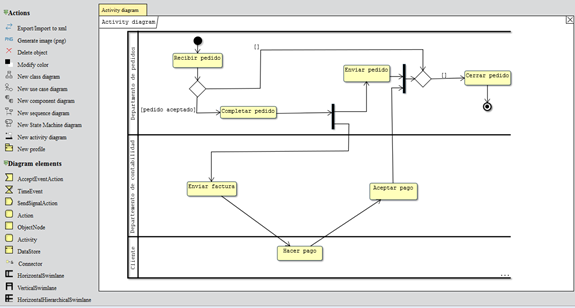 Actions
Export/Import to xml
Generate image (png)
Delete object
Modify color
New class diagram
New use case diagram
New component diagram
New sequence diagram
New State Machine diagram
New activity diagram
New profile
Diagram elements
AcceptEventAction
TimeEvent
SendSignalAction
Action
ObjectNode
Activity
DataStore
Connector
HorizontalSwimlane
VerticalSwimlane
HorizontalHierarchicalSwimlane
Activity diagram
Activity diagram
Departamento de pedidos
Recibir pedido
[]
[pedido aceptado]
Completar pedido
Enviar pedido
[]
Cerrar pedido
Departamento de contabilidad
Enviar factura
Aceptar pago
Cliente
Hacer pago
...